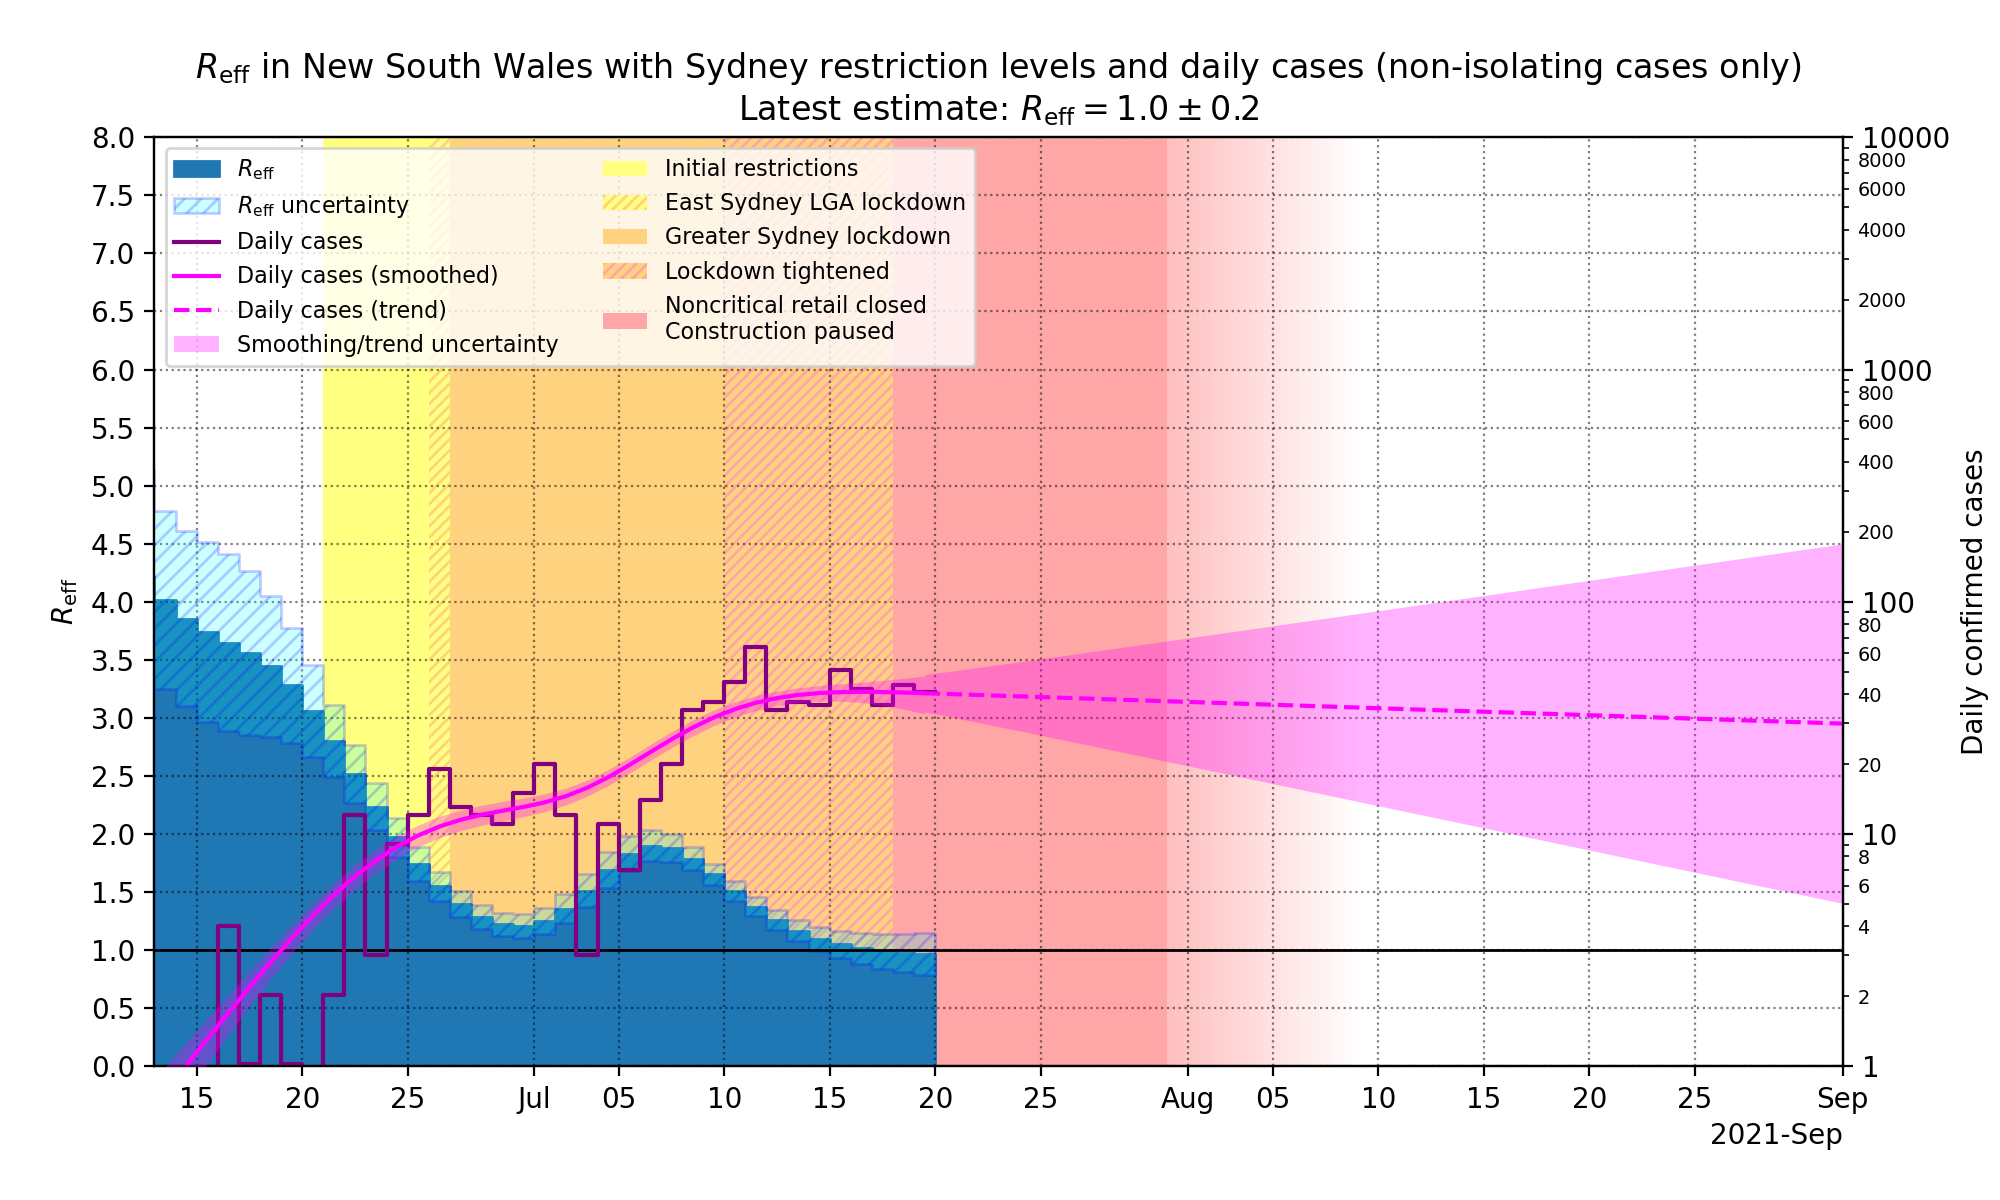 R_eff in New South Wales with Sydney restriction levels and daily cases (non-isolating cases only)
Latest estimate: R_eff = 1.0 ± 0.2
R_eff
R_eff uncertainty
Daily cases
Daily cases (smoothed)
Daily cases (trend)
Smoothing/trend uncertainty
Initial restrictions
East Sydney LGA lockdown
Greater Sydney lockdown
Lockdown tightened
Noncritical retail closed
Construction paused
R_eff
8.0
7.5
7.0
6.5
6.0
5.5
5.0
4.5
4.0
3.5
3.0
2.5
2.0
1.5
1.0
0.5
0.0
10000
8000
6000
4000
2000
1000
800
600
400
200
100
80
60
40
20
10
8
6
4
2
1
Daily confirmed cases
15 20 25 Jul 05 10 15 20 25 Aug 05 10 15 20 25 Sep
2021-Sep